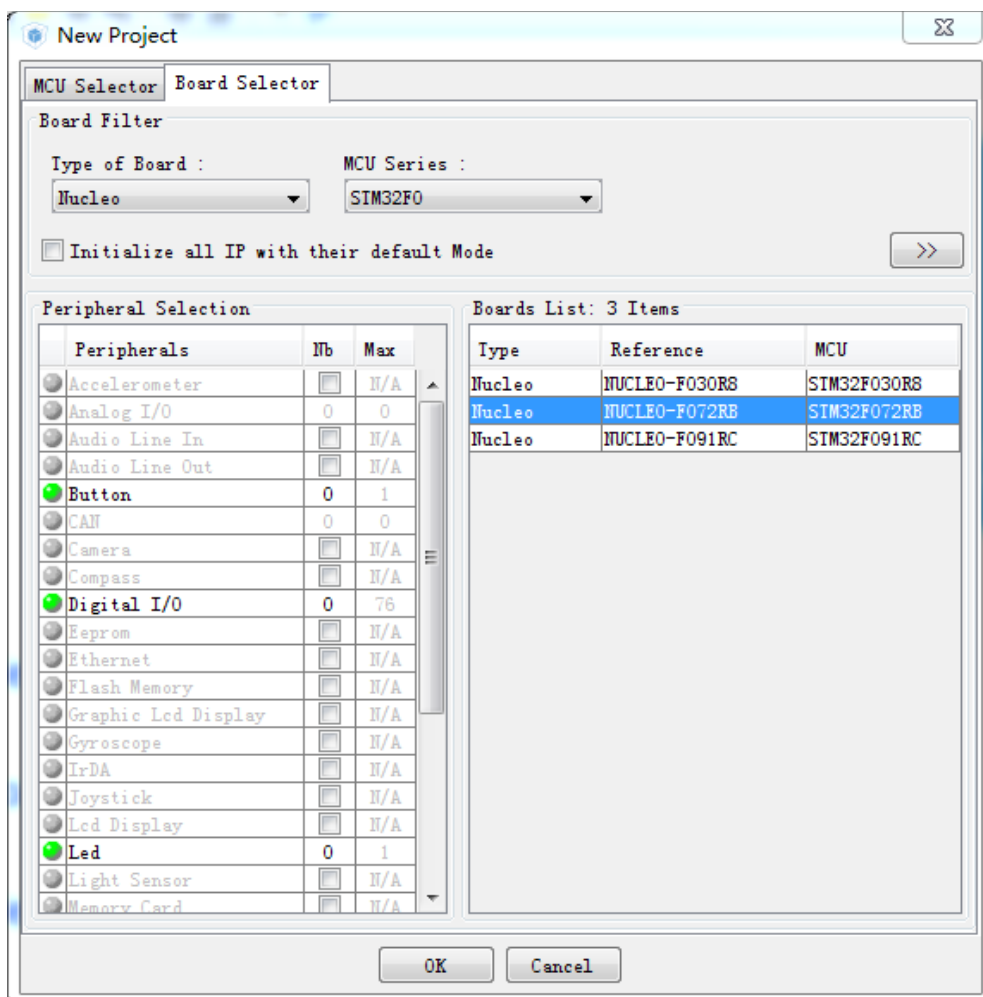 New Project
MCU Selector Board Selector
Board Filter
Type of Board : MCU Series :
Nucleo STM32F0
Initialize all IP with their default Mode >>
Peripheral Selection Boards List: 3 Items
Peripherals Nb Max Type Reference MCU
Accelerometer N/A Nucleo NUCLEO-F030R8 STM32F030R8
Analog I/O 0 0 Nucleo NUCLEO-F072RB STM32F072RB
Audio Line In N/A Nucleo NUCLEO-F091RC STM32F091RC
Audio Line Out N/A
Button 0 1
CAN 0 0
Camera N/A
Compass N/A
Digital I/O 0 76
Eeprom N/A
Ethernet N/A
Flash Memory N/A
Graphic Lcd Display N/A
Gyroscope N/A
IrDA N/A
Joystick N/A
Lcd Display N/A
Led 0 1
Light Sensor N/A
Memory Card N/A
OK Cancel